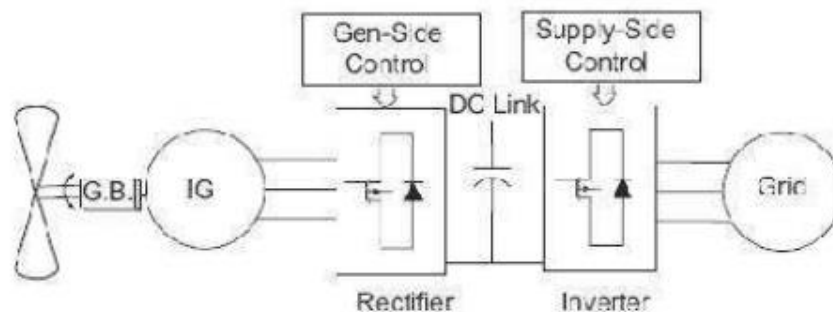 Gen-Side
Control
Supply-Side
Control
DC Link
G.B.
IG
Grid
Rectifier
Inverter